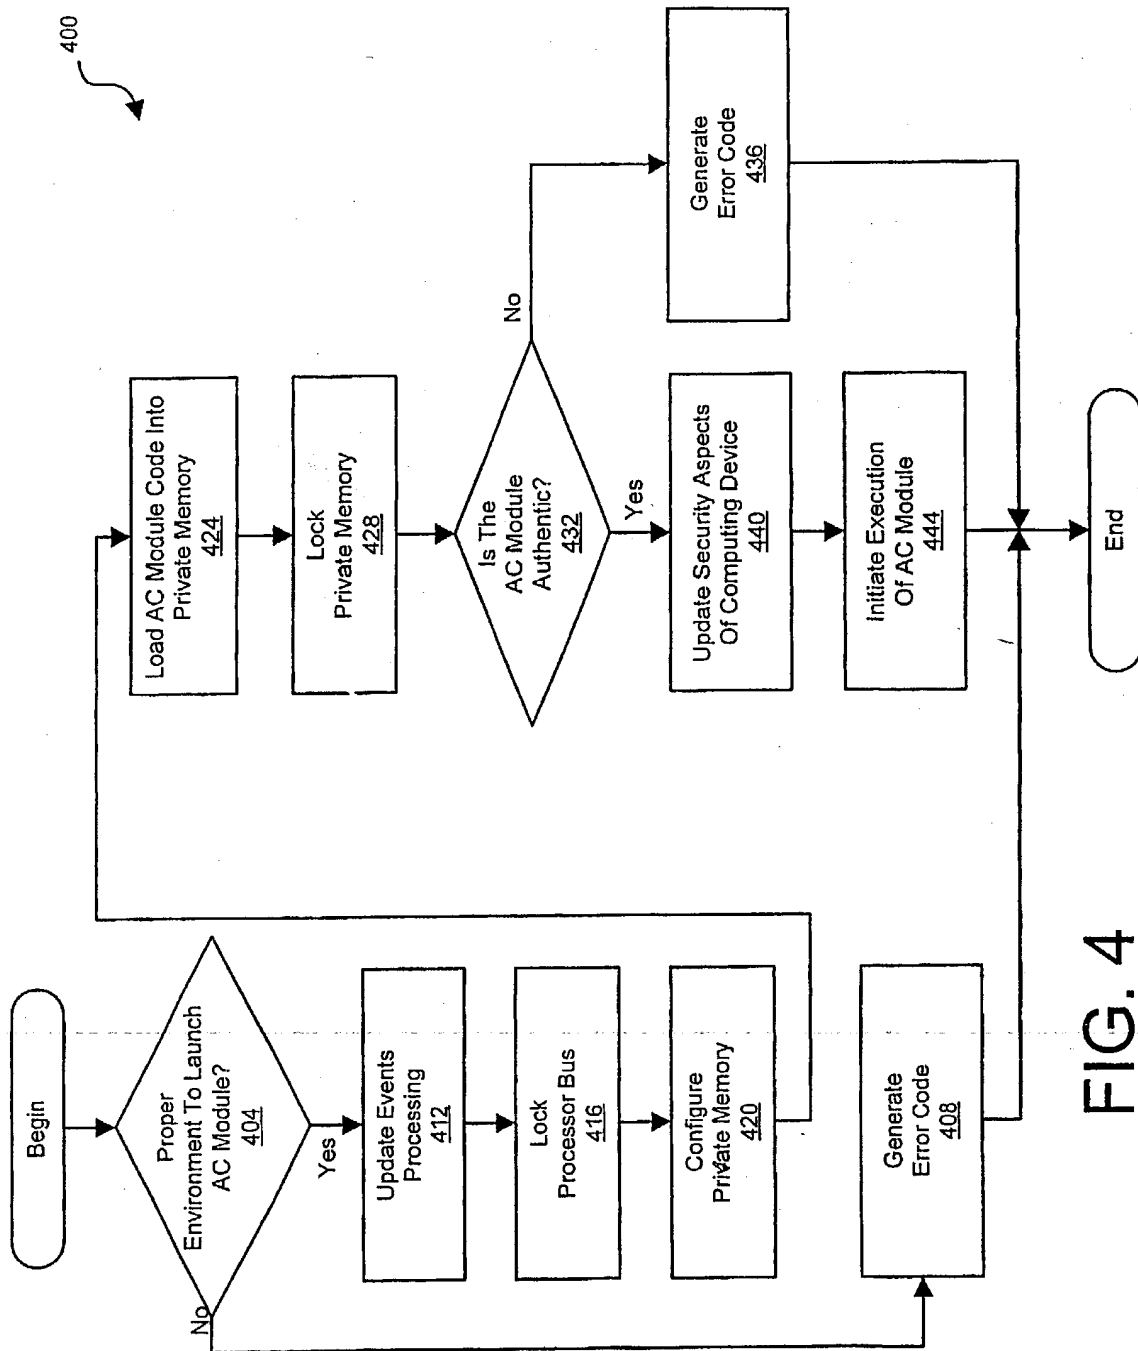 400
Begin
Proper
Environment To Launch
AC Module?
404
No
Yes
Update Events
Processing
412
Lock
Processor Bus
416
Configure
Private Memory
420
Generate
Error Code
408
Load AC Module Code Into
Private Memory
424
Lock
Private Memory
428
Is The
AC Module
Authentic?
432
No
Yes
Generate
Error Code
436
Update Security Aspects
Of Computing Device
440
Initiate Execution
Of AC Module
444
End
FIG. 4